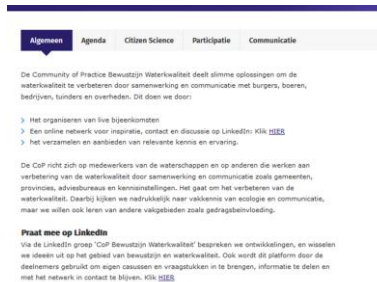 Algemeen Agenda Citizen Science Participatie Communicatie
De Community of Practice Bewustzijn Waterkwaliteit deelt slimme oplossingen om de
waterkwaliteit te verbeteren door samenwerking en communicatie met burgers, boeren,
bedrijven, tuinders en overheden. Dit doen we door:
Het organiseren van live bijeenkomsten
Een online netwerk voor inspiratie, contact en discussie op LinkedIn: Klik HIER
het verzamelen en aanbieden van relevante kennis en ervaring.
De CoP richt zich op medewerkers van de waterschappen en op anderen die werken aan
verbetering van de waterkwaliteit door samenwerking en communicatie zoals gemeenten,
provincies, adviesbureaus en kennisinstellingen. Het gaat om het verbeteren van de
waterkwaliteit. Daarbij kijken we nadrukkelijk naar vakkennis van ecologie en communicatie,
maar we willen ook leren van andere vakgebieden zoals gedragsbeïnvloeding.
Praat mee op LinkedIn
Via de LinkedIn groep 'CoP Bewustzijn Waterkwaliteit' bespreken we ontwikkelingen, en wisselen
we ideeën uit op het gebied van bewustzijn en waterkwaliteit. Ook wordt dit platform door de
deelnemers gebruikt om eigen casussen en vraagstukken in te brengen, informatie te delen en
met het netwerk in contact te blijven. Klik HIER